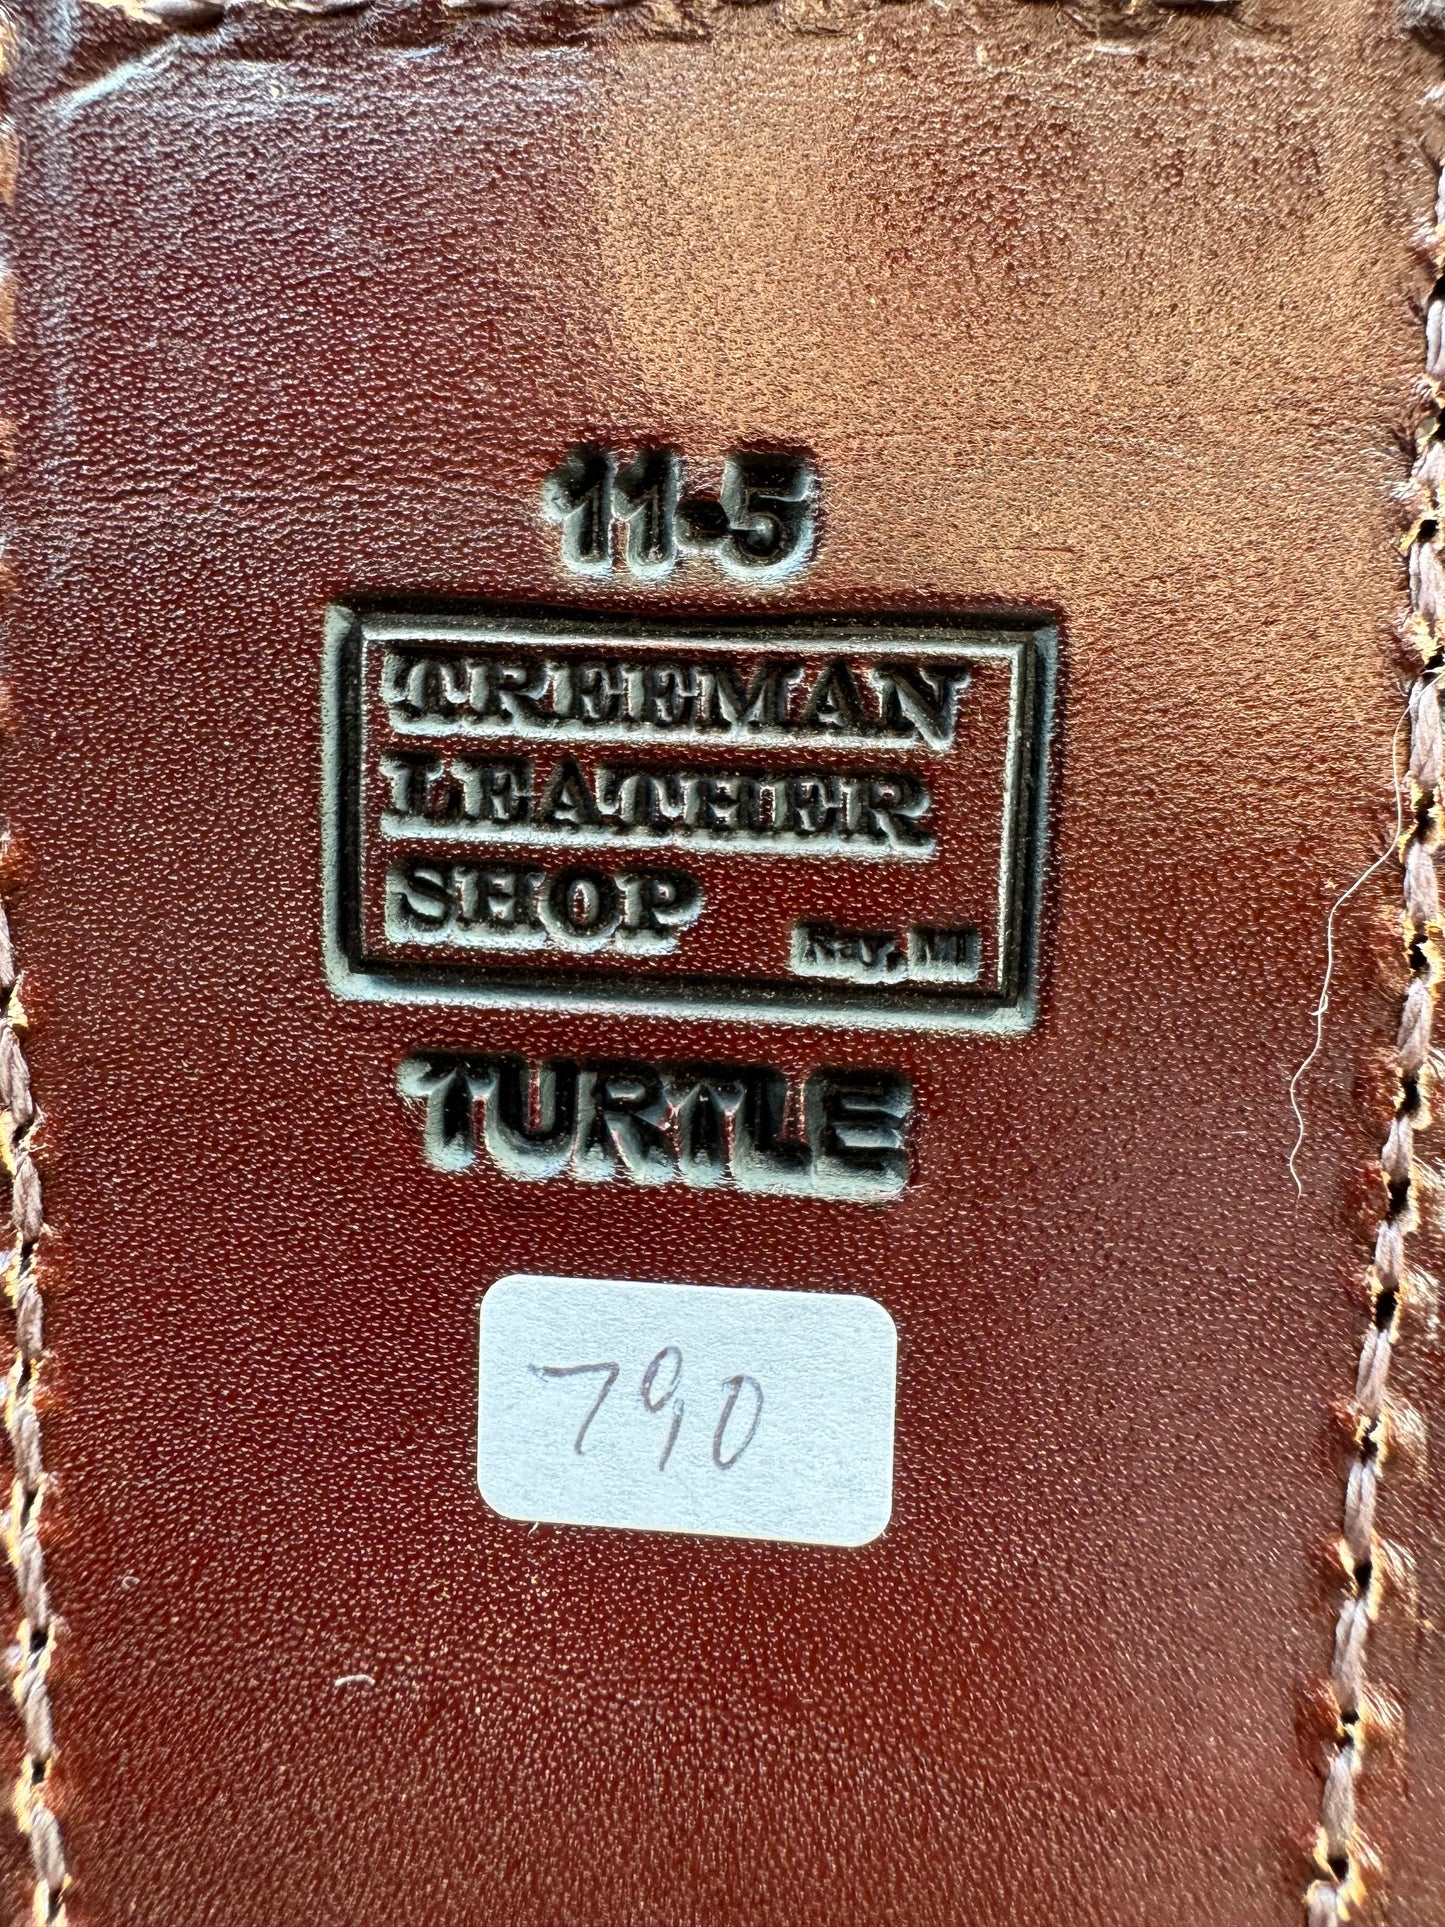 11.5
TREEMAN
LEATHER
SHOP
Ray, MI
TURTLE
790